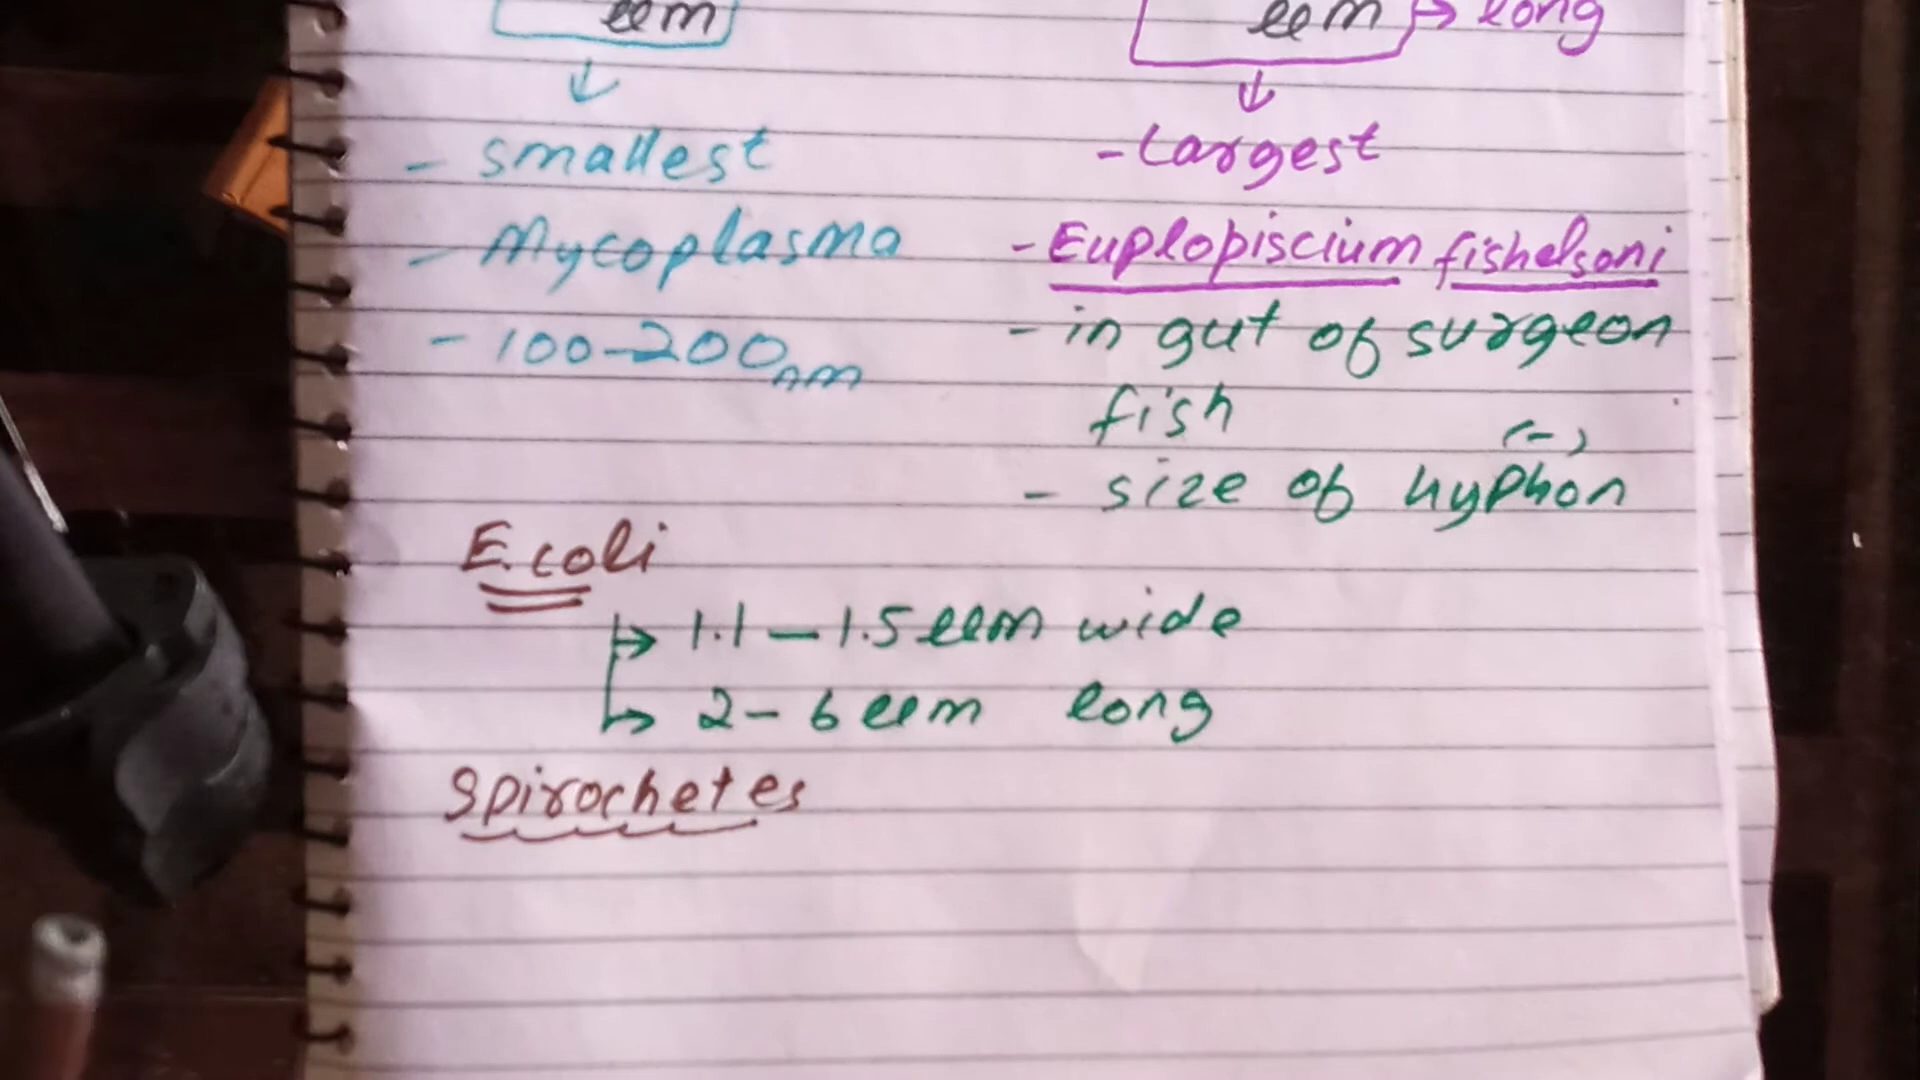 μm
μm → long
↓
↓
- smallest
- Largest
- Mycoplasma
- Euplopiscium fishelsoni
- 100-200nm
- in gut of surgeon
fish
(-)
- size of hyphon
E.coli
→ 1.1 — 1.5 μm wide
→ 2 - 6 μm long
Spirochetes